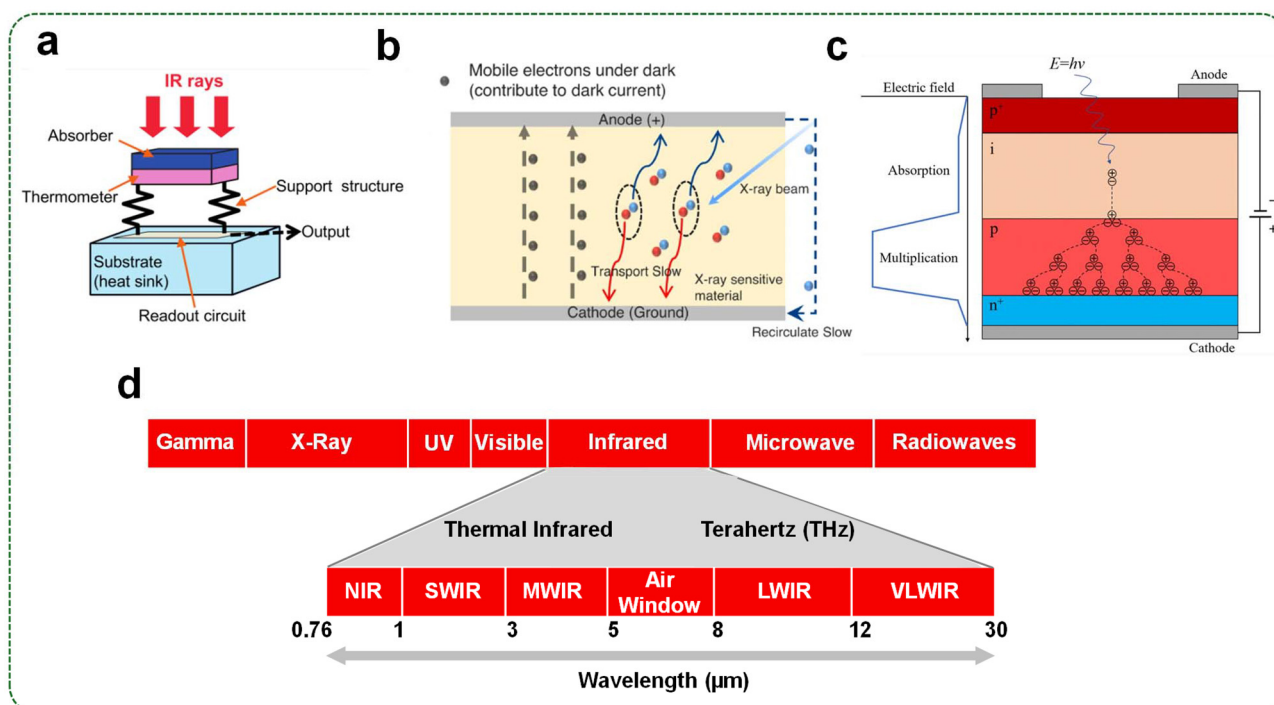 a
IR rays
Absorber
Thermometer
Support structure
Output
Substrate
(heat sink)
Readout circuit
b
Mobile electrons under dark
(contribute to dark current)
Anode (+)
X-ray beam
Transport Slow
X-ray sensitive
material
Cathode (Ground)
Recirculate Slow
c
E=hν
Electric field
Anode
p+
i
Absorption
p
Multiplication
n+
Cathode
−
+
d
Gamma
X-Ray
UV
Visible
Infrared
Microwave
Radiowaves
Thermal Infrared
Terahertz (THz)
NIR
SWIR
MWIR
Air
Window
LWIR
VLWIR
0.76
1
3
5
8
12
30
Wavelength (μm)